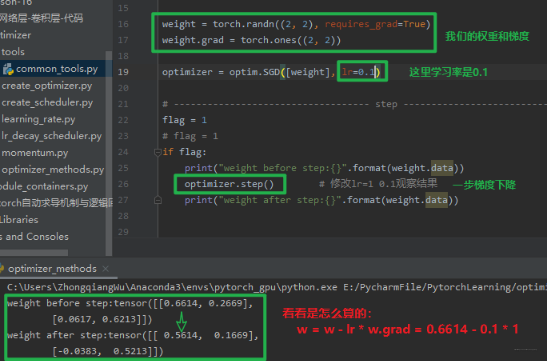 son-16
网络层-卷积层-代码
timizer
tools
common_tools.py
create_optimizer.py
create_scheduler.py
learning_rate.py
lr_decay_scheduler.py
momentum.py
optimizer_methods.py
odule_containers.py
torch自动求导机制与逻辑回
Libraries
s and Consoles
15
16
17
18
19
20
21
22
23
24
25
26
27
28
29
weight = torch.randn((2, 2), requires_grad=True)
weight.grad = torch.ones((2, 2))
我们的权重和梯度
optimizer = optim.SGD([weight], lr=0.1)
这里学习率是0.1
# ----------------------------------- step -----------------------------------
flag = 1
# flag = 1
if flag:
print("weight before step:{}".format(weight.data))
optimizer.step() # 修改lr=1 0.1观察结果
一步梯度下降
print("weight after step:{}".format(weight.data))
optimizer_methods
C:\Users\ZhongqiangWu\Anaconda3\envs\pytorch_gpu\python.exe E:/PycharmFile/PytorchLearning/optim
weight before step:tensor([[0.6614, 0.2669],
[0.0617, 0.6213]])
weight after step:tensor([[ 0.5614, 0.1669],
[-0.0383, 0.5213]])
看看是怎么算的：
w = w - lr * w.grad = 0.6614 - 0.1 * 1